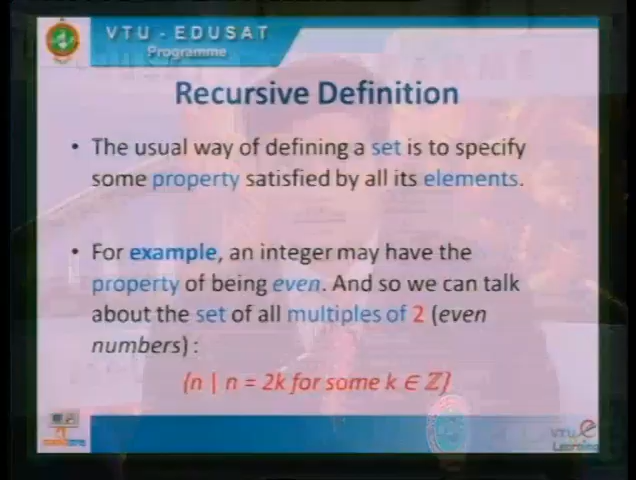 VTU - EDUSAT
Programme
Recursive Definition
• The usual way of defining a set is to specify
some property satisfied by all its elements.
• For example, an integer may have the
property of being even. And so we can talk
about the set of all multiples of 2 (even
numbers) :
{n | n = 2k for some k ∈ ℤ}
VTU e
Learning